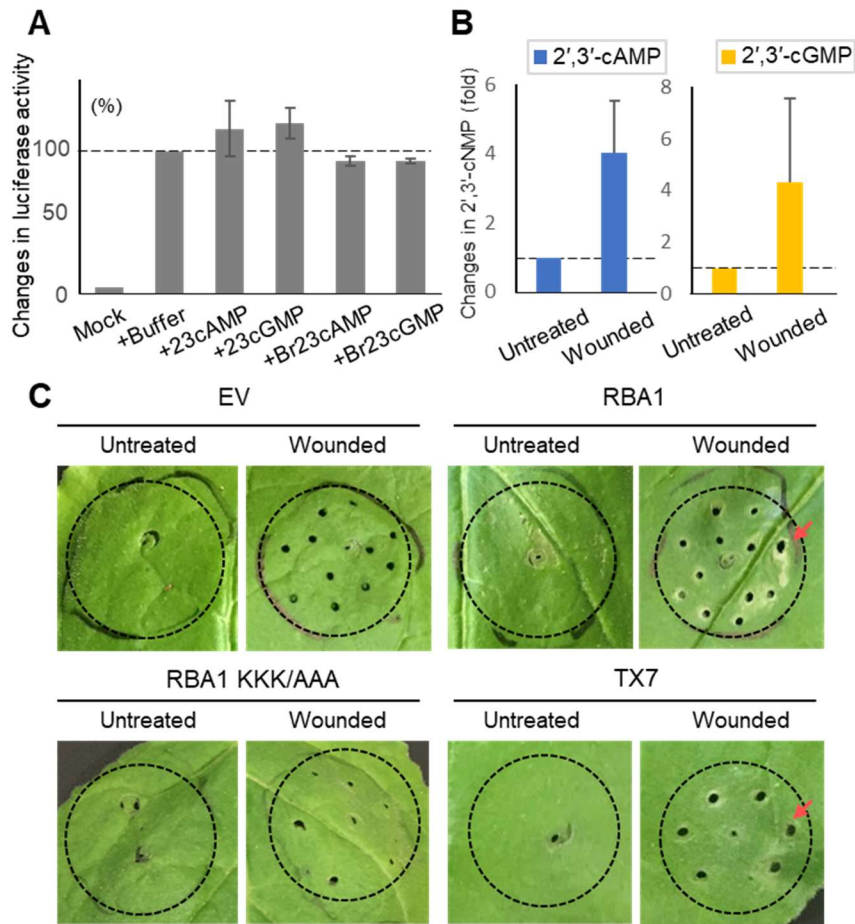 A
Changes in luciferase activity
(%)
100
50
0
Mock
+Buffer
+23cAMP
+23cGMP
+Br23cAMP
+Br23cGMP
B
2′,3′-cAMP
2′,3′-cGMP
Changes in 2′,3′-cNMP (fold)
6
4
2
0
Untreated
Wounded
8
6
4
2
0
Untreated
Wounded
C
EV
RBA1
Untreated
Wounded
Untreated
Wounded
RBA1 KKK/AAA
TX7
Untreated
Wounded
Untreated
Wounded